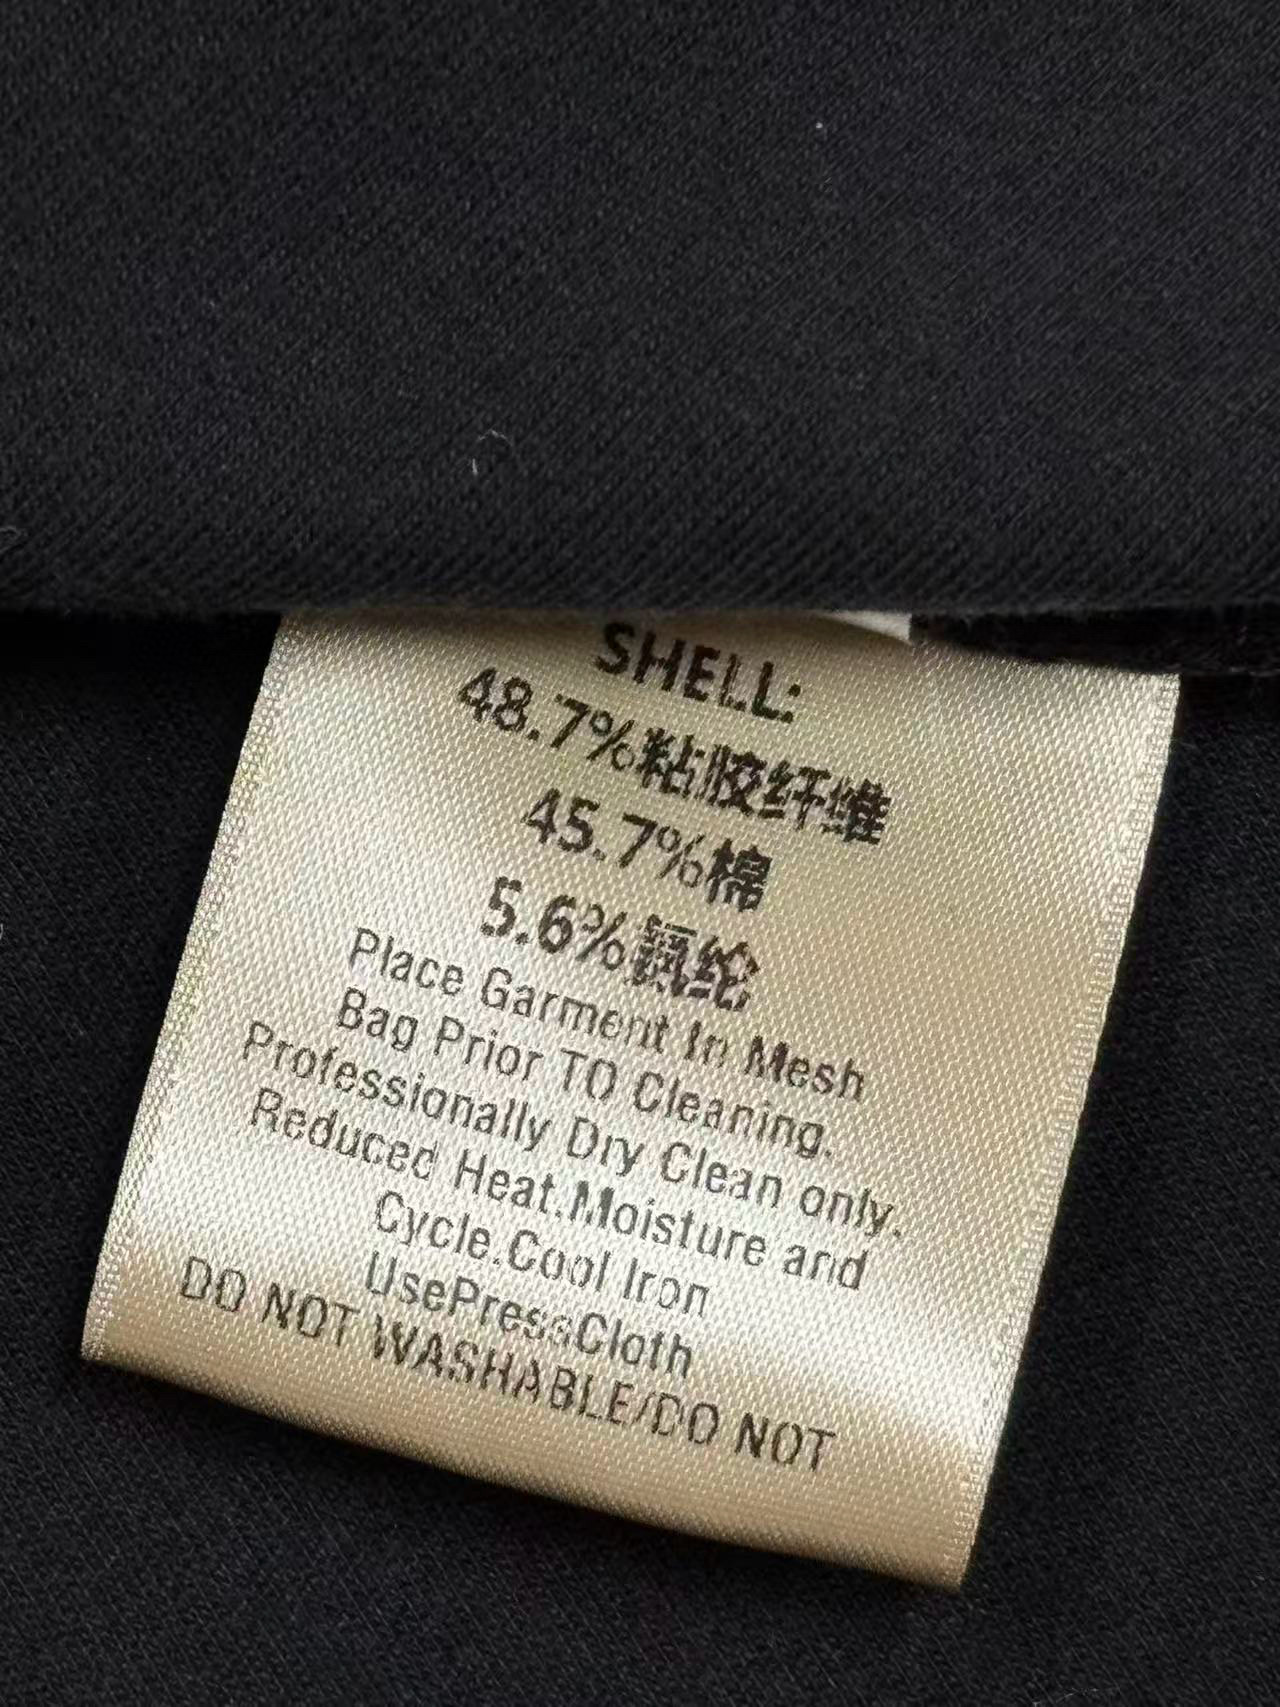 SHELL:
48.7%粘胶纤维
45.7%棉
5.6%氨纶
Place Garment In Mesh
Bag Prior TO Cleaning.
Professionally Dry Clean only.
Reduced Heat.Moisture and
Cycle.Cool Iron
UsePressCloth
DO NOT WASHABLE/DO NOT